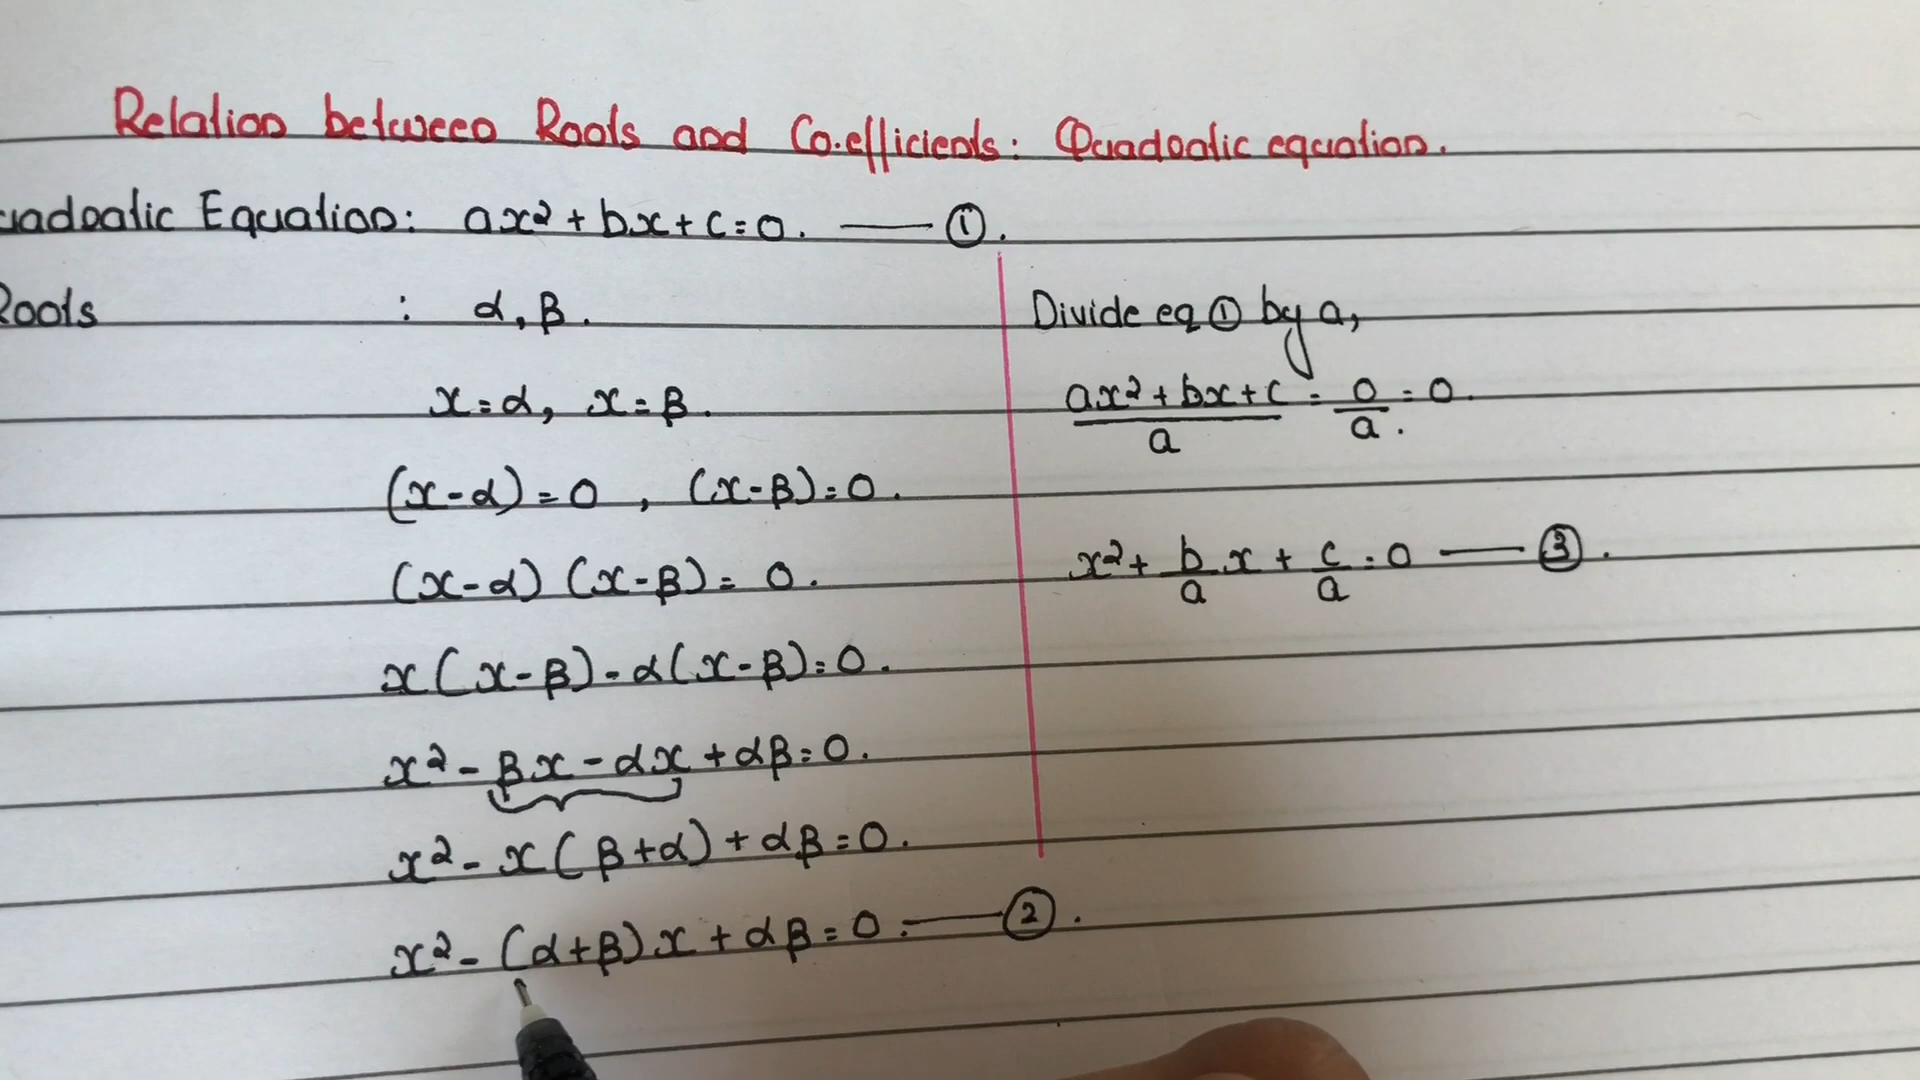 Relation between Roots and Co.efficients: Quadratic equation.
uadratic Equation: ax² + bx + c = 0. —— ①.
Roots : α, β.
x = α, x = β.
(x-α) = 0 , (x-β) = 0.
(x-α) (x-β) = 0.
x(x-β) - α(x-β) = 0.
x² - βx - αx + αβ = 0.
x² - x(β+α) + αβ = 0.
x² - (α+β)x + αβ = 0. —— ②.
Divide eq ① by a,
(ax² + bx + c)/a = 0/a. = 0.
x² + b/a x + c/a = 0 —— ③.